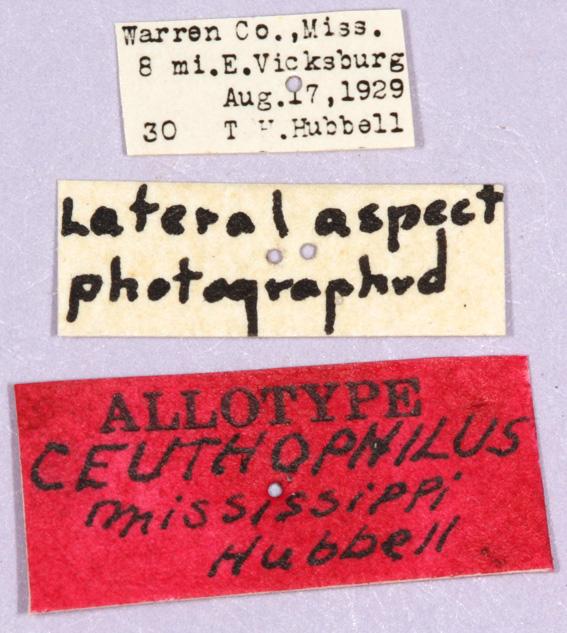 Warren Co.,Miss.
8 mi.E.Vicksburg
Aug.17,1929
30 T H.Hubbell
Lateral aspect
photographed
ALLOTYPE
CEUTHOPHILUS
mississippi
Hubbell